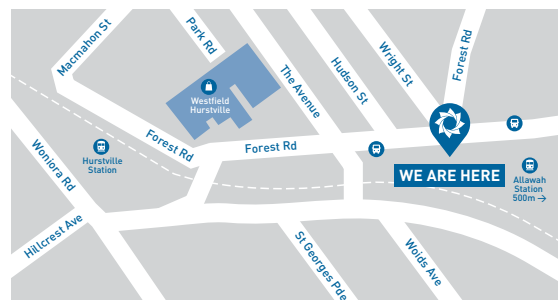 Macmahon St
Park Rd
The Avenue
Hudson St
Wright St
Forest Rd
Westfield
Hurstville
Forest Rd
Forest Rd
Hurstville
Station
WE ARE HERE
Allawah
Station
500m →
Woniora Rd
Hillcrest Ave
St Georges Pde
Woids Ave